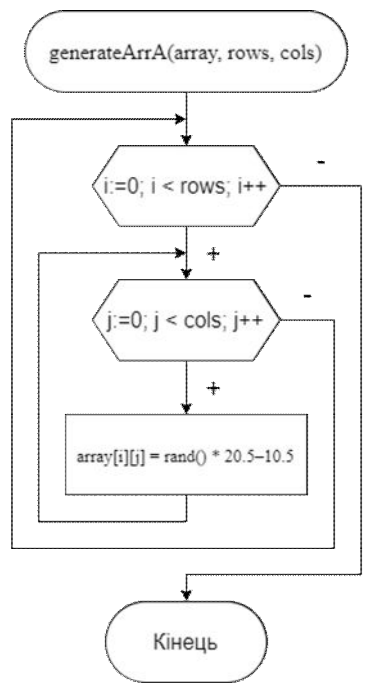 generateArrA(array, rows, cols)
i:=0; i < rows; i++
-
+
j:=0; j < cols; j++
-
+
array[i][j] = rand() * 20.5–10.5
Кінець